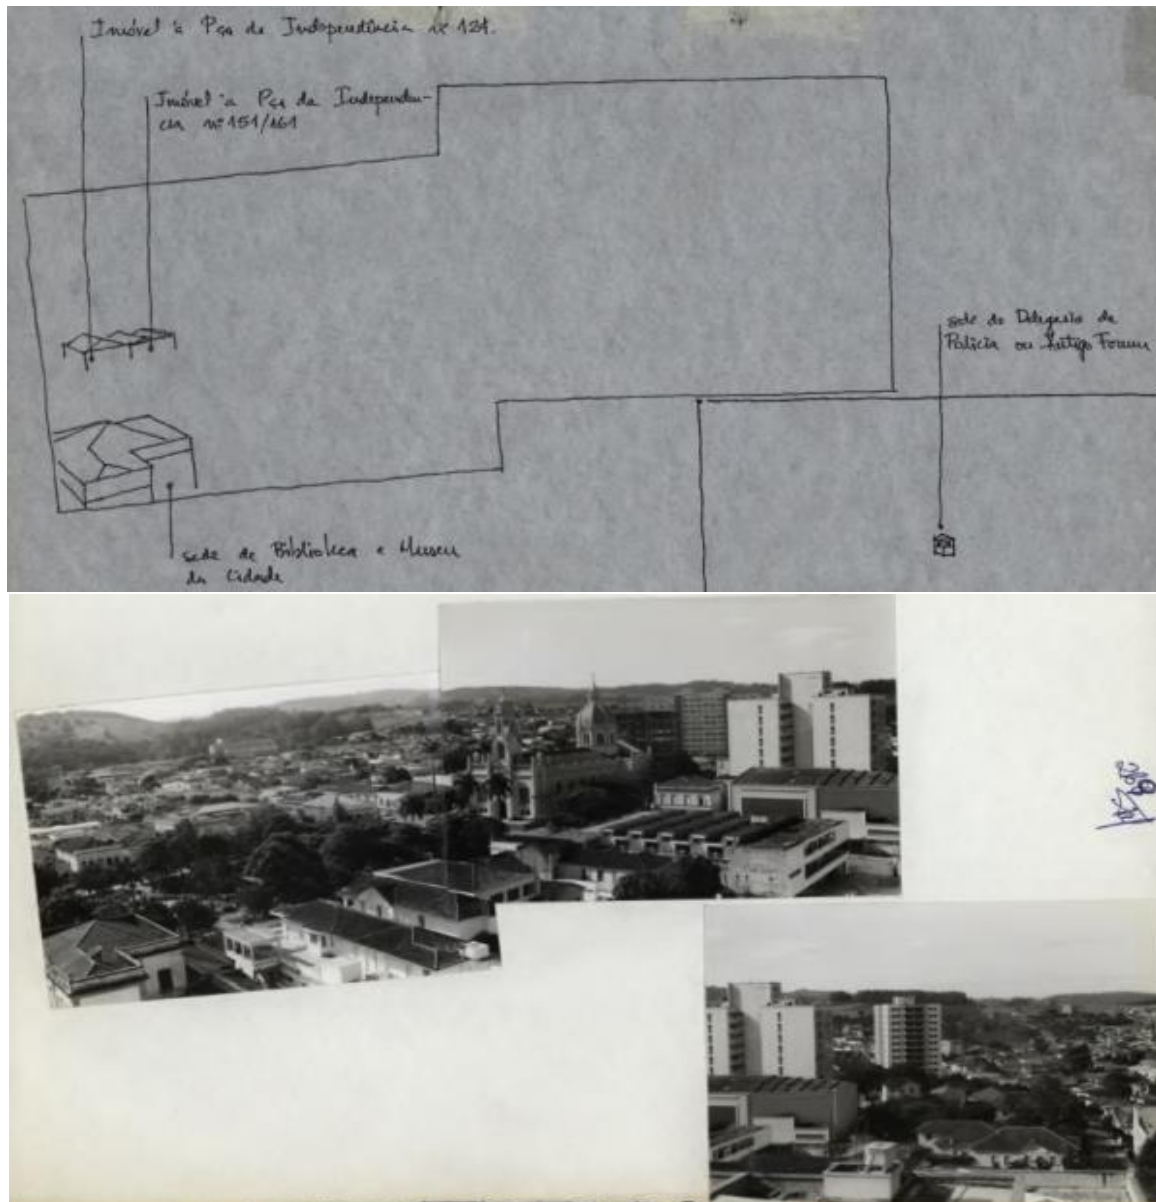 Imóvel à Pça da Independência nº 121.
Imóvel à Pça da Independên-
cia nº 151/161
sede da Delegacia de
Polícia ou Antigo Forum
sede de Biblioteca e Museu
da Cidade